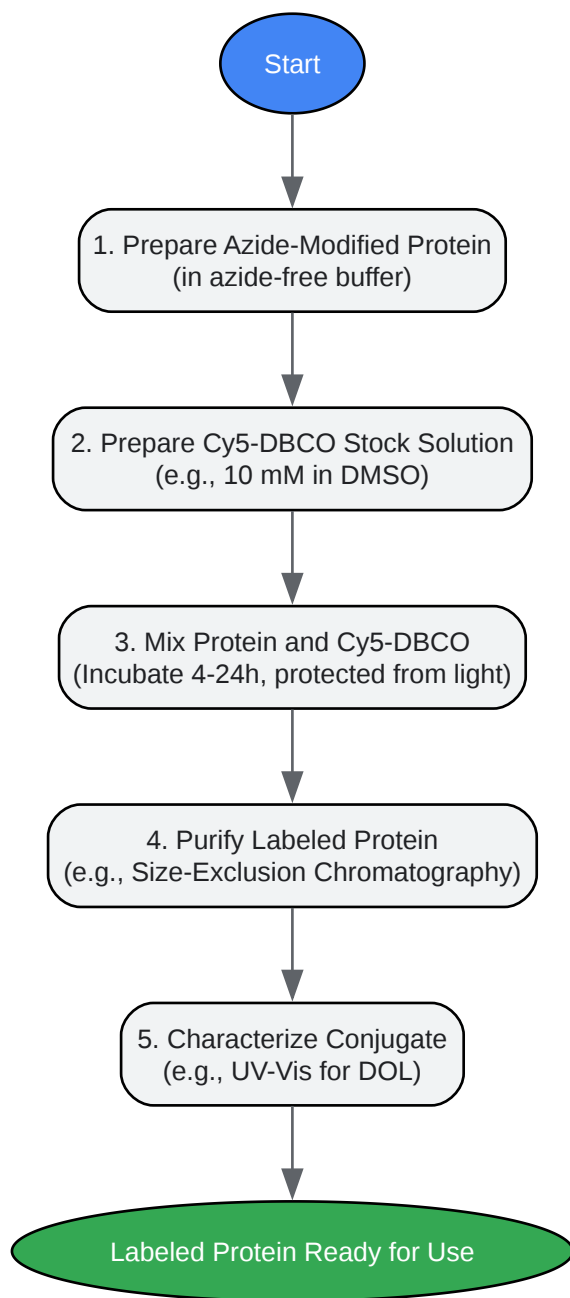 Start
1. Prepare Azide-Modified Protein
(in azide-free buffer)
2. Prepare Cy5-DBCO Stock Solution
(e.g., 10 mM in DMSO)
3. Mix Protein and Cy5-DBCO
(Incubate 4-24h, protected from light)
4. Purify Labeled Protein
(e.g., Size-Exclusion Chromatography)
5. Characterize Conjugate
(e.g., UV-Vis for DOL)
Labeled Protein Ready for Use